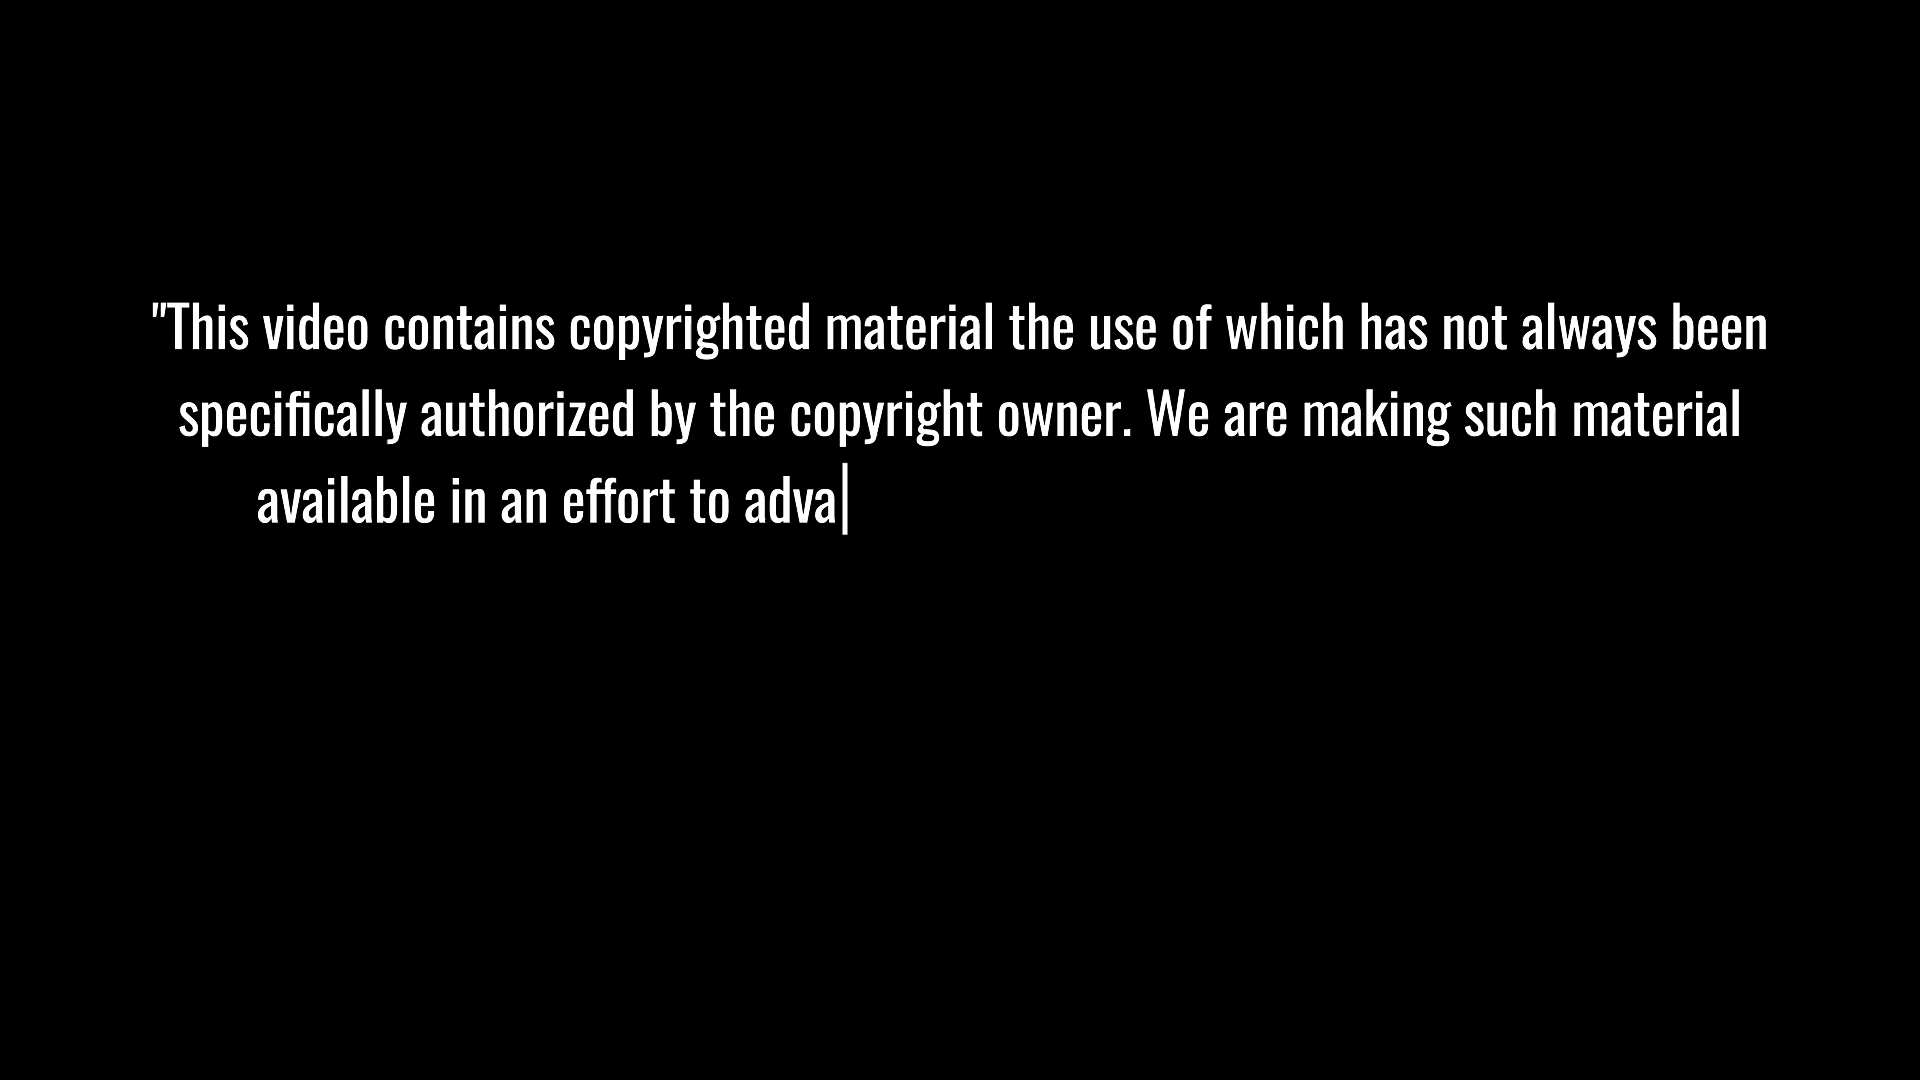 "This video contains copyrighted material the use of which has not always been
specifically authorized by the copyright owner. We are making such material
available in an effort to adva